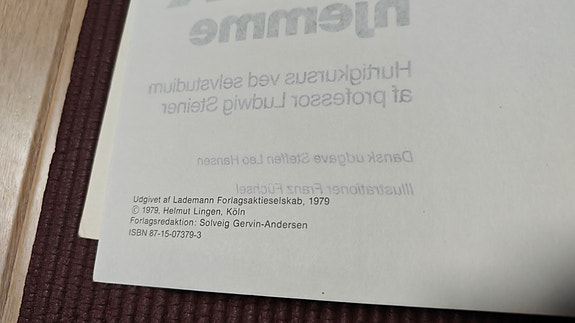 hjemme
Hurtigkursus ved selvstudium
af professor Ludwig Steiner
Dansk udgave Steffen Leo Hansen
Illustrationer Franz Füchsel
Udgivet af Lademann Forlagsaktieselskab, 1979
© 1979, Helmut Lingen, Köln
Forlagsredaktion: Solveig Gervin-Andersen
ISBN 87-15-07379-3